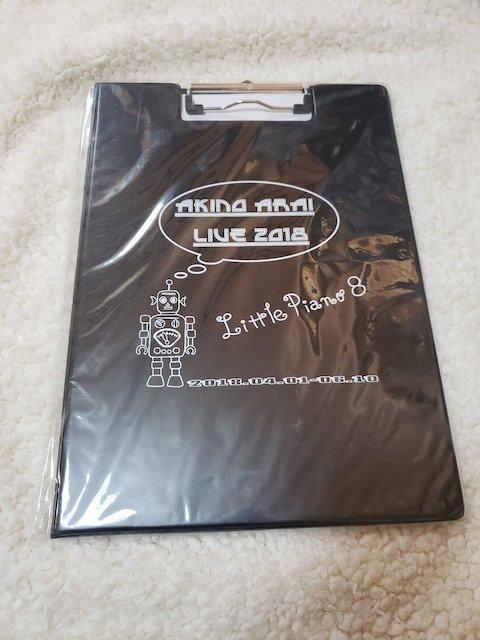 AKINO ARAI
LIVE 2018
Little Piano 8
2018.04.01-06.10